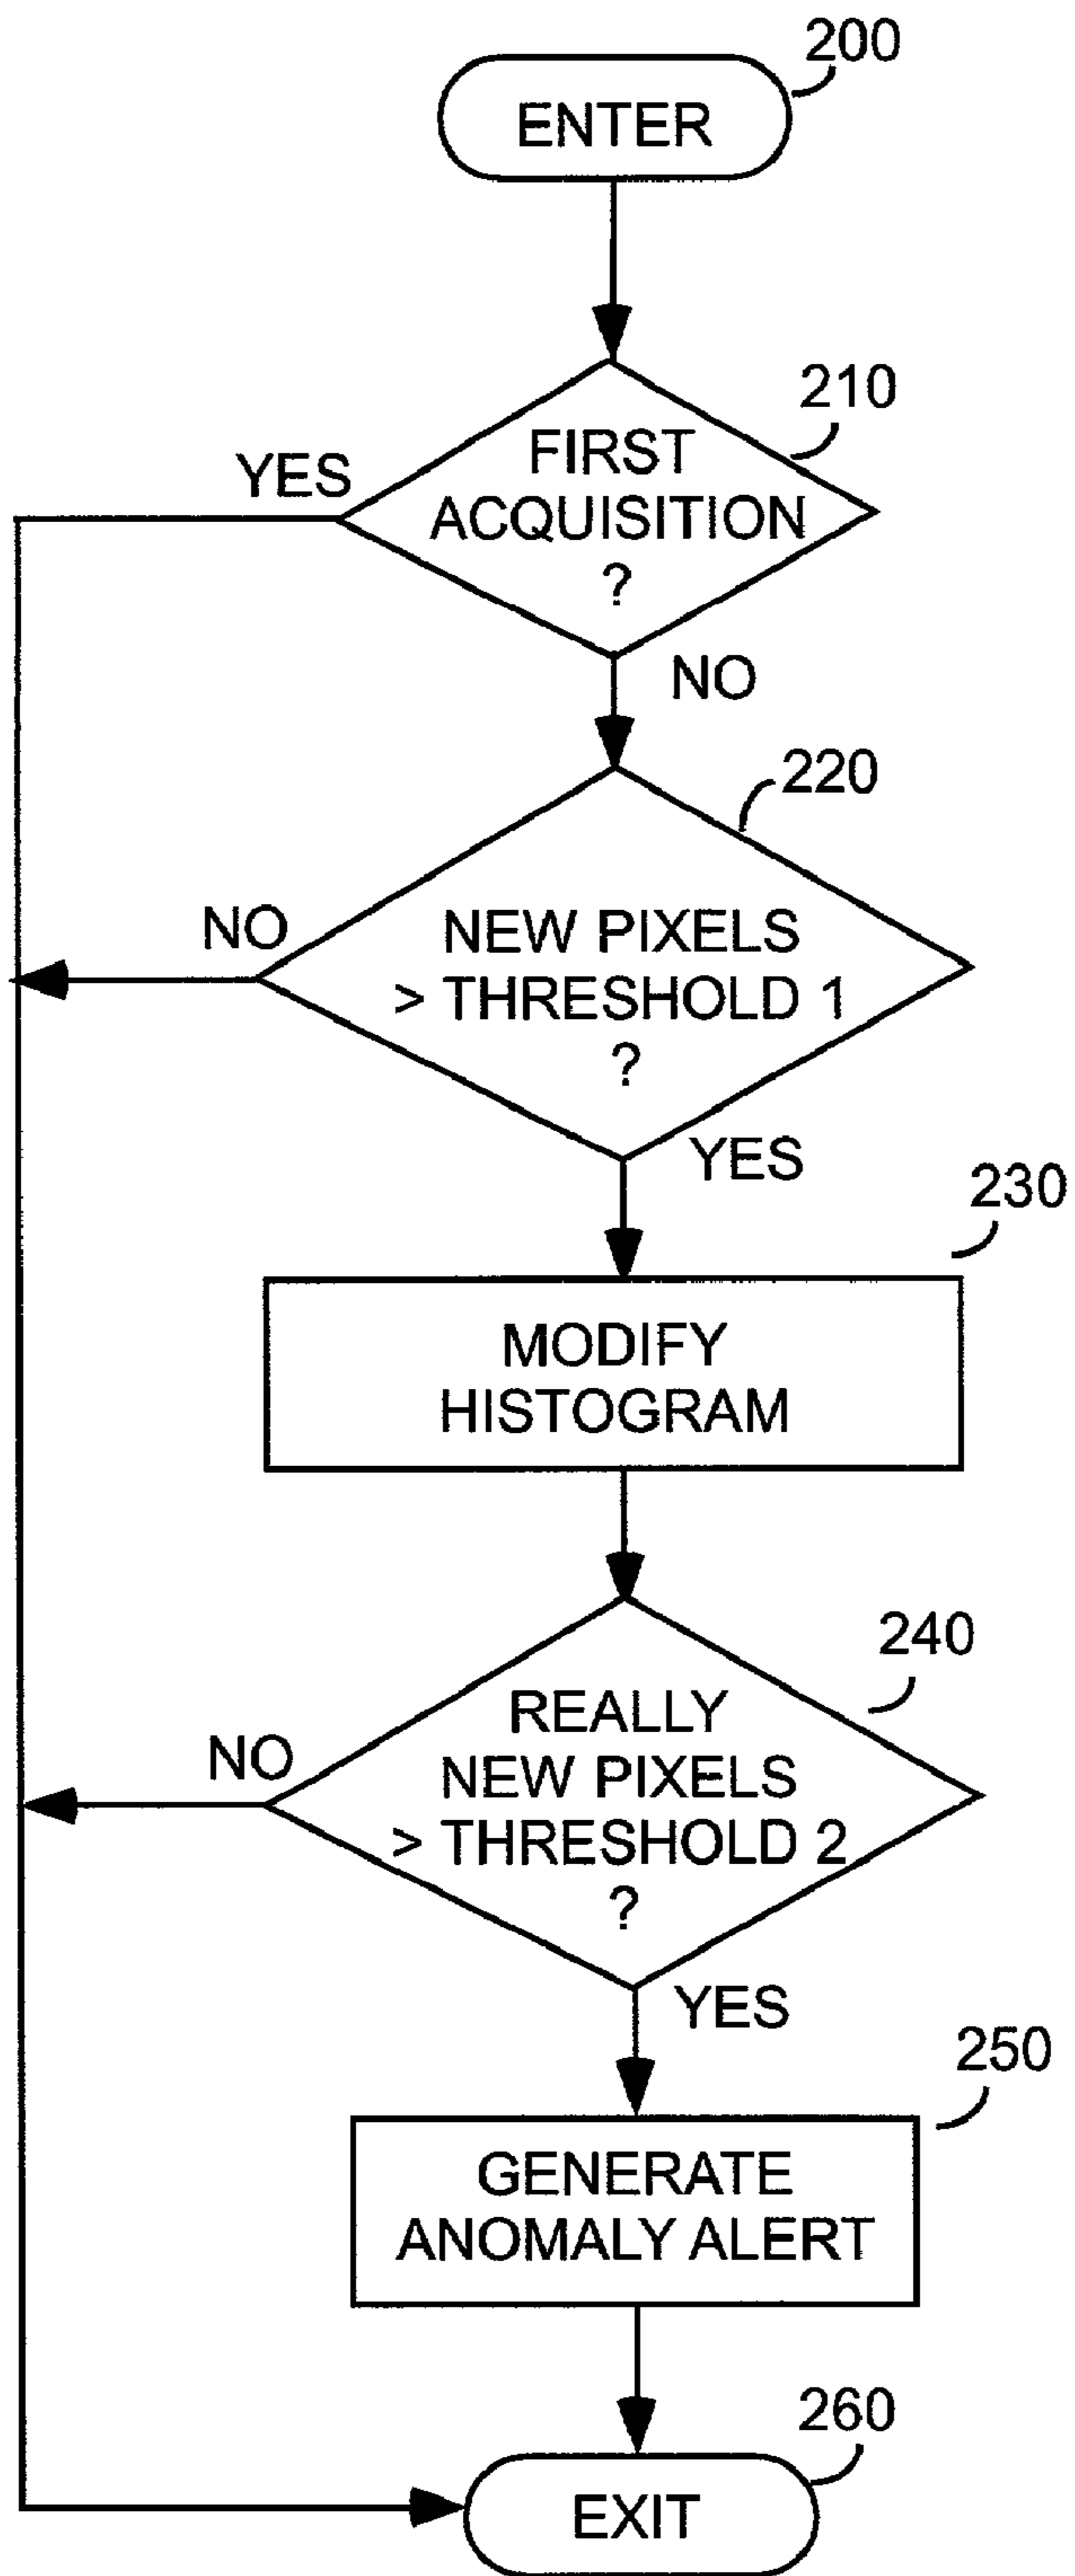 200
ENTER
210
FIRST
ACQUISITION
?
YES
NO
220
NEW PIXELS
> THRESHOLD 1
?
NO
YES
230
MODIFY
HISTOGRAM
240
REALLY
NEW PIXELS
> THRESHOLD 2
?
NO
YES
250
GENERATE
ANOMALY ALERT
260
EXIT